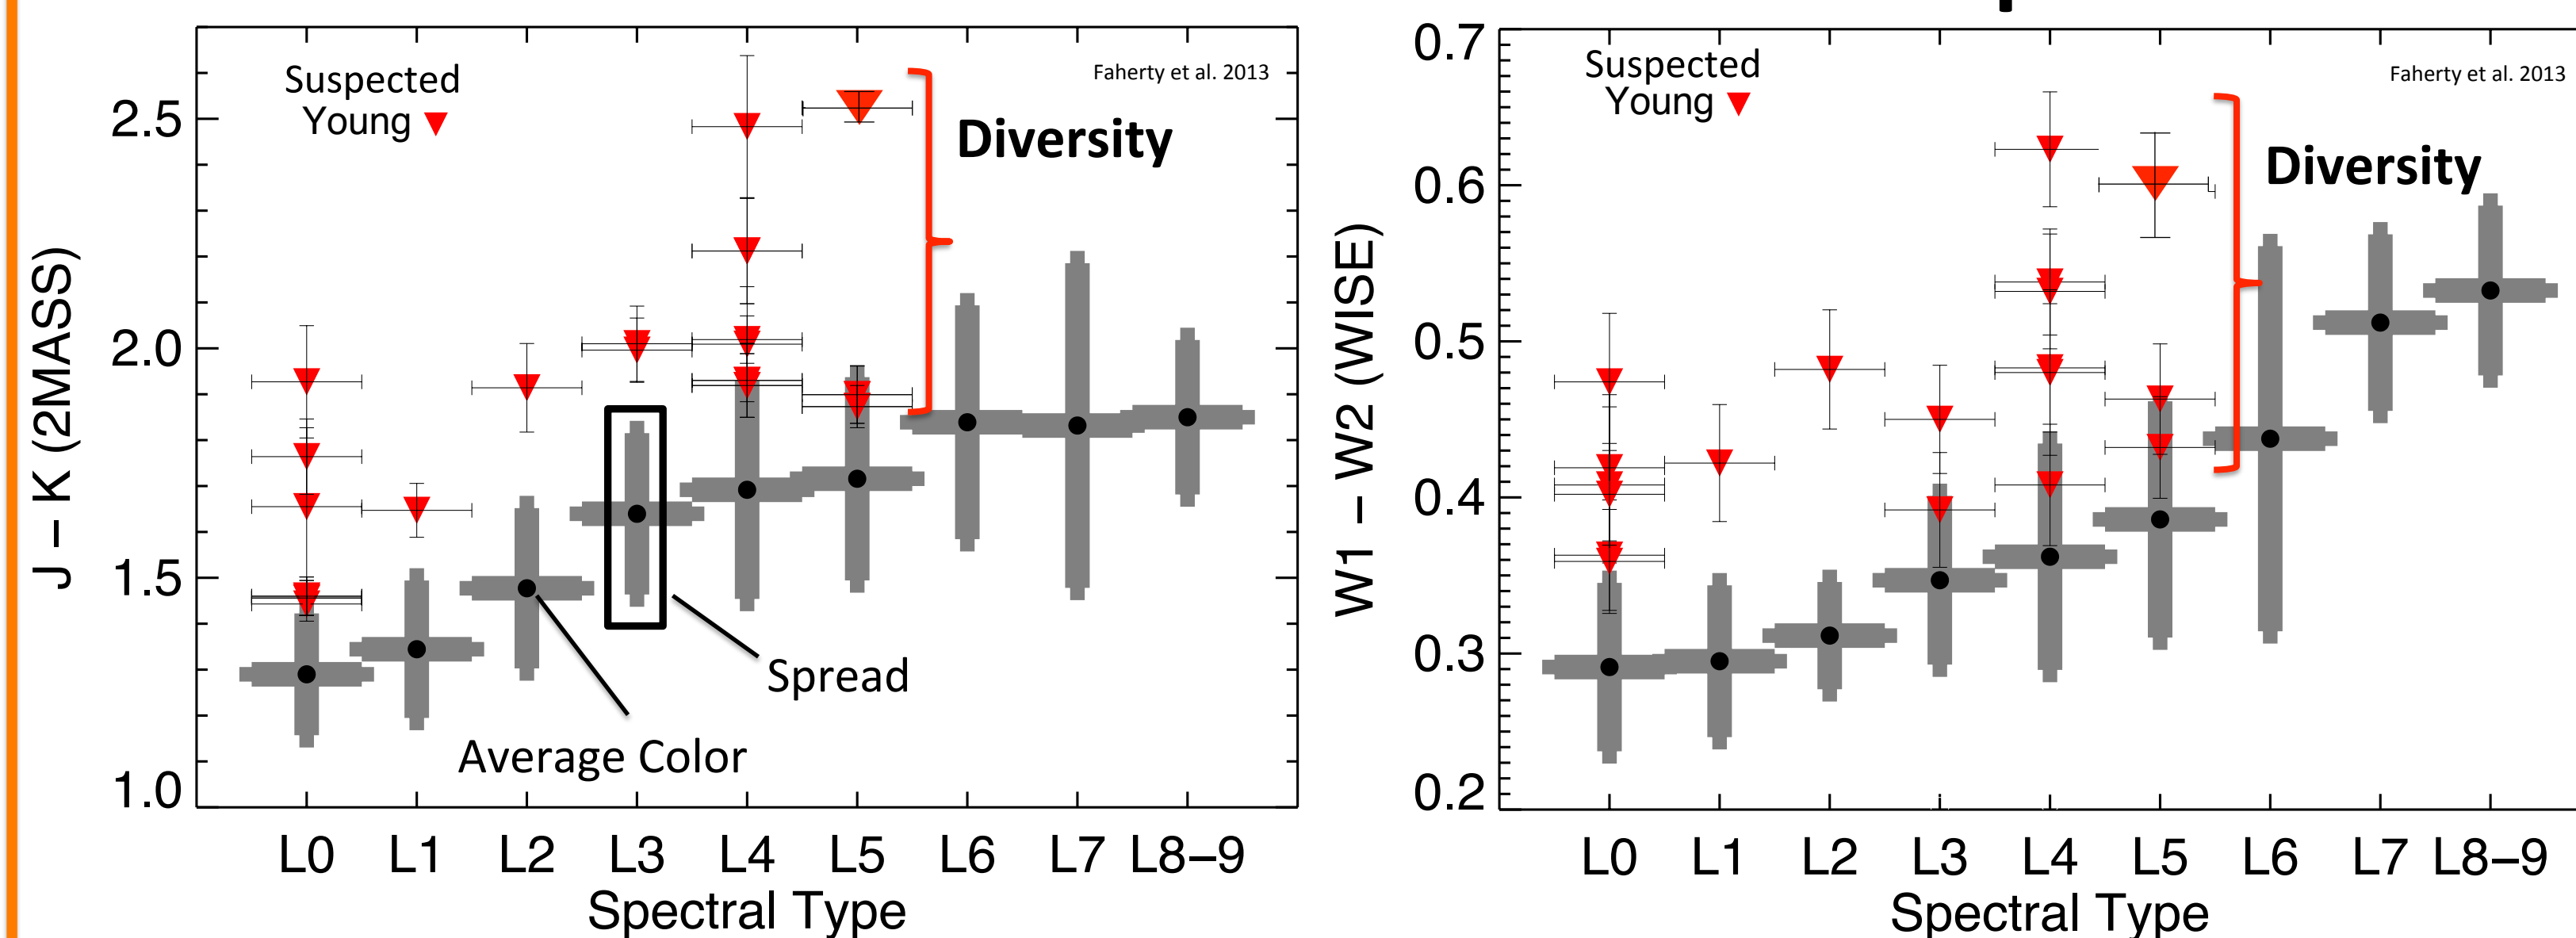 Suspected
Young
Faherty et al. 2013
Diversity
2.5
2.0
1.5
1.0
J – K (2MASS)
Spread
Average Color
L0 L1 L2 L3 L4 L5 L6 L7 L8–9
Spectral Type
Suspected
Young
Faherty et al. 2013
Diversity
0.7
0.6
0.5
0.4
0.3
0.2
W1 – W2 (WISE)
L0 L1 L2 L3 L4 L5 L6 L7 L8–9
Spectral Type